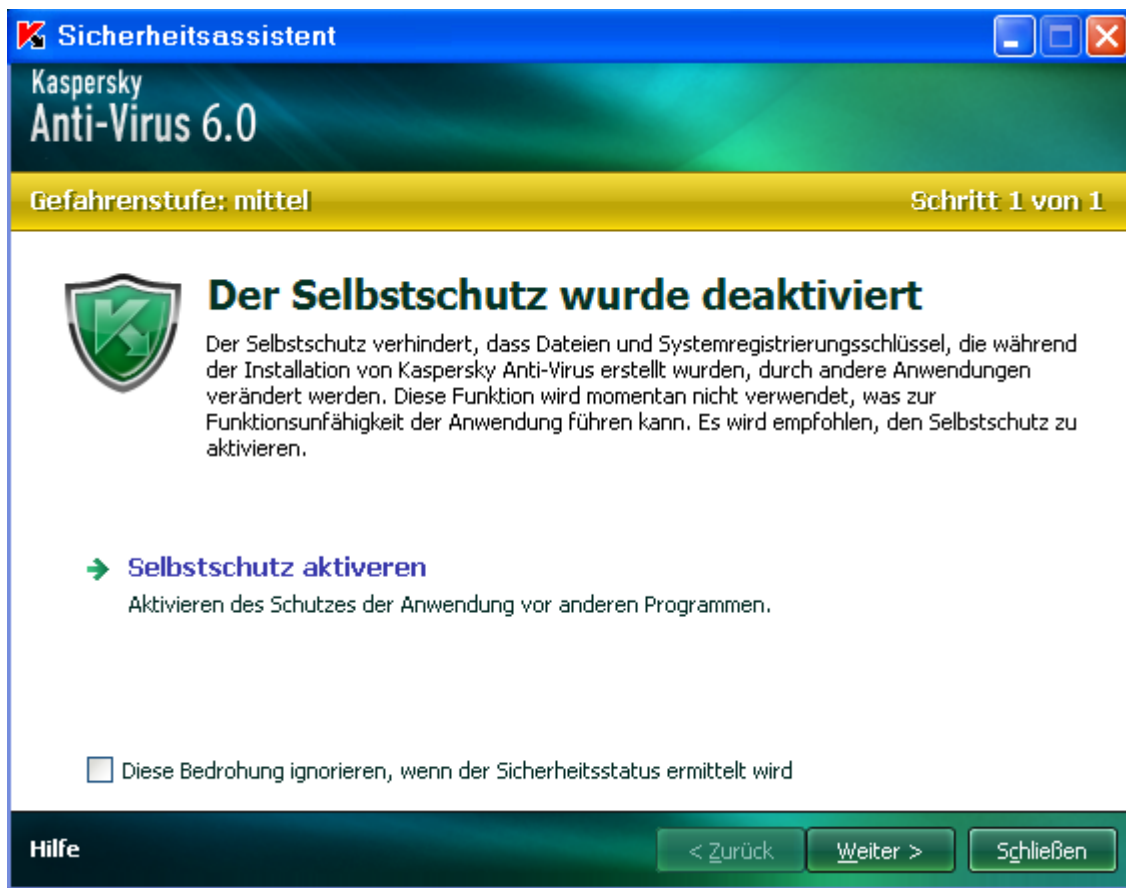 Sicherheitsassistent
Kaspersky
Anti-Virus 6.0
Gefahrenstufe: mittel
Schritt 1 von 1
Der Selbstschutz wurde deaktiviert
Der Selbstschutz verhindert, dass Dateien und Systemregistrierungsschlüssel, die während
der Installation von Kaspersky Anti-Virus erstellt wurden, durch andere Anwendungen
verändert werden. Diese Funktion wird momentan nicht verwendet, was zur
Funktionsunfähigkeit der Anwendung führen kann. Es wird empfohlen, den Selbstschutz zu
aktivieren.
Selbstschutz aktiveren
Aktivieren des Schutzes der Anwendung vor anderen Programmen.
Diese Bedrohung ignorieren, wenn der Sicherheitsstatus ermittelt wird
Hilfe
< Zurück
Weiter >
Schließen